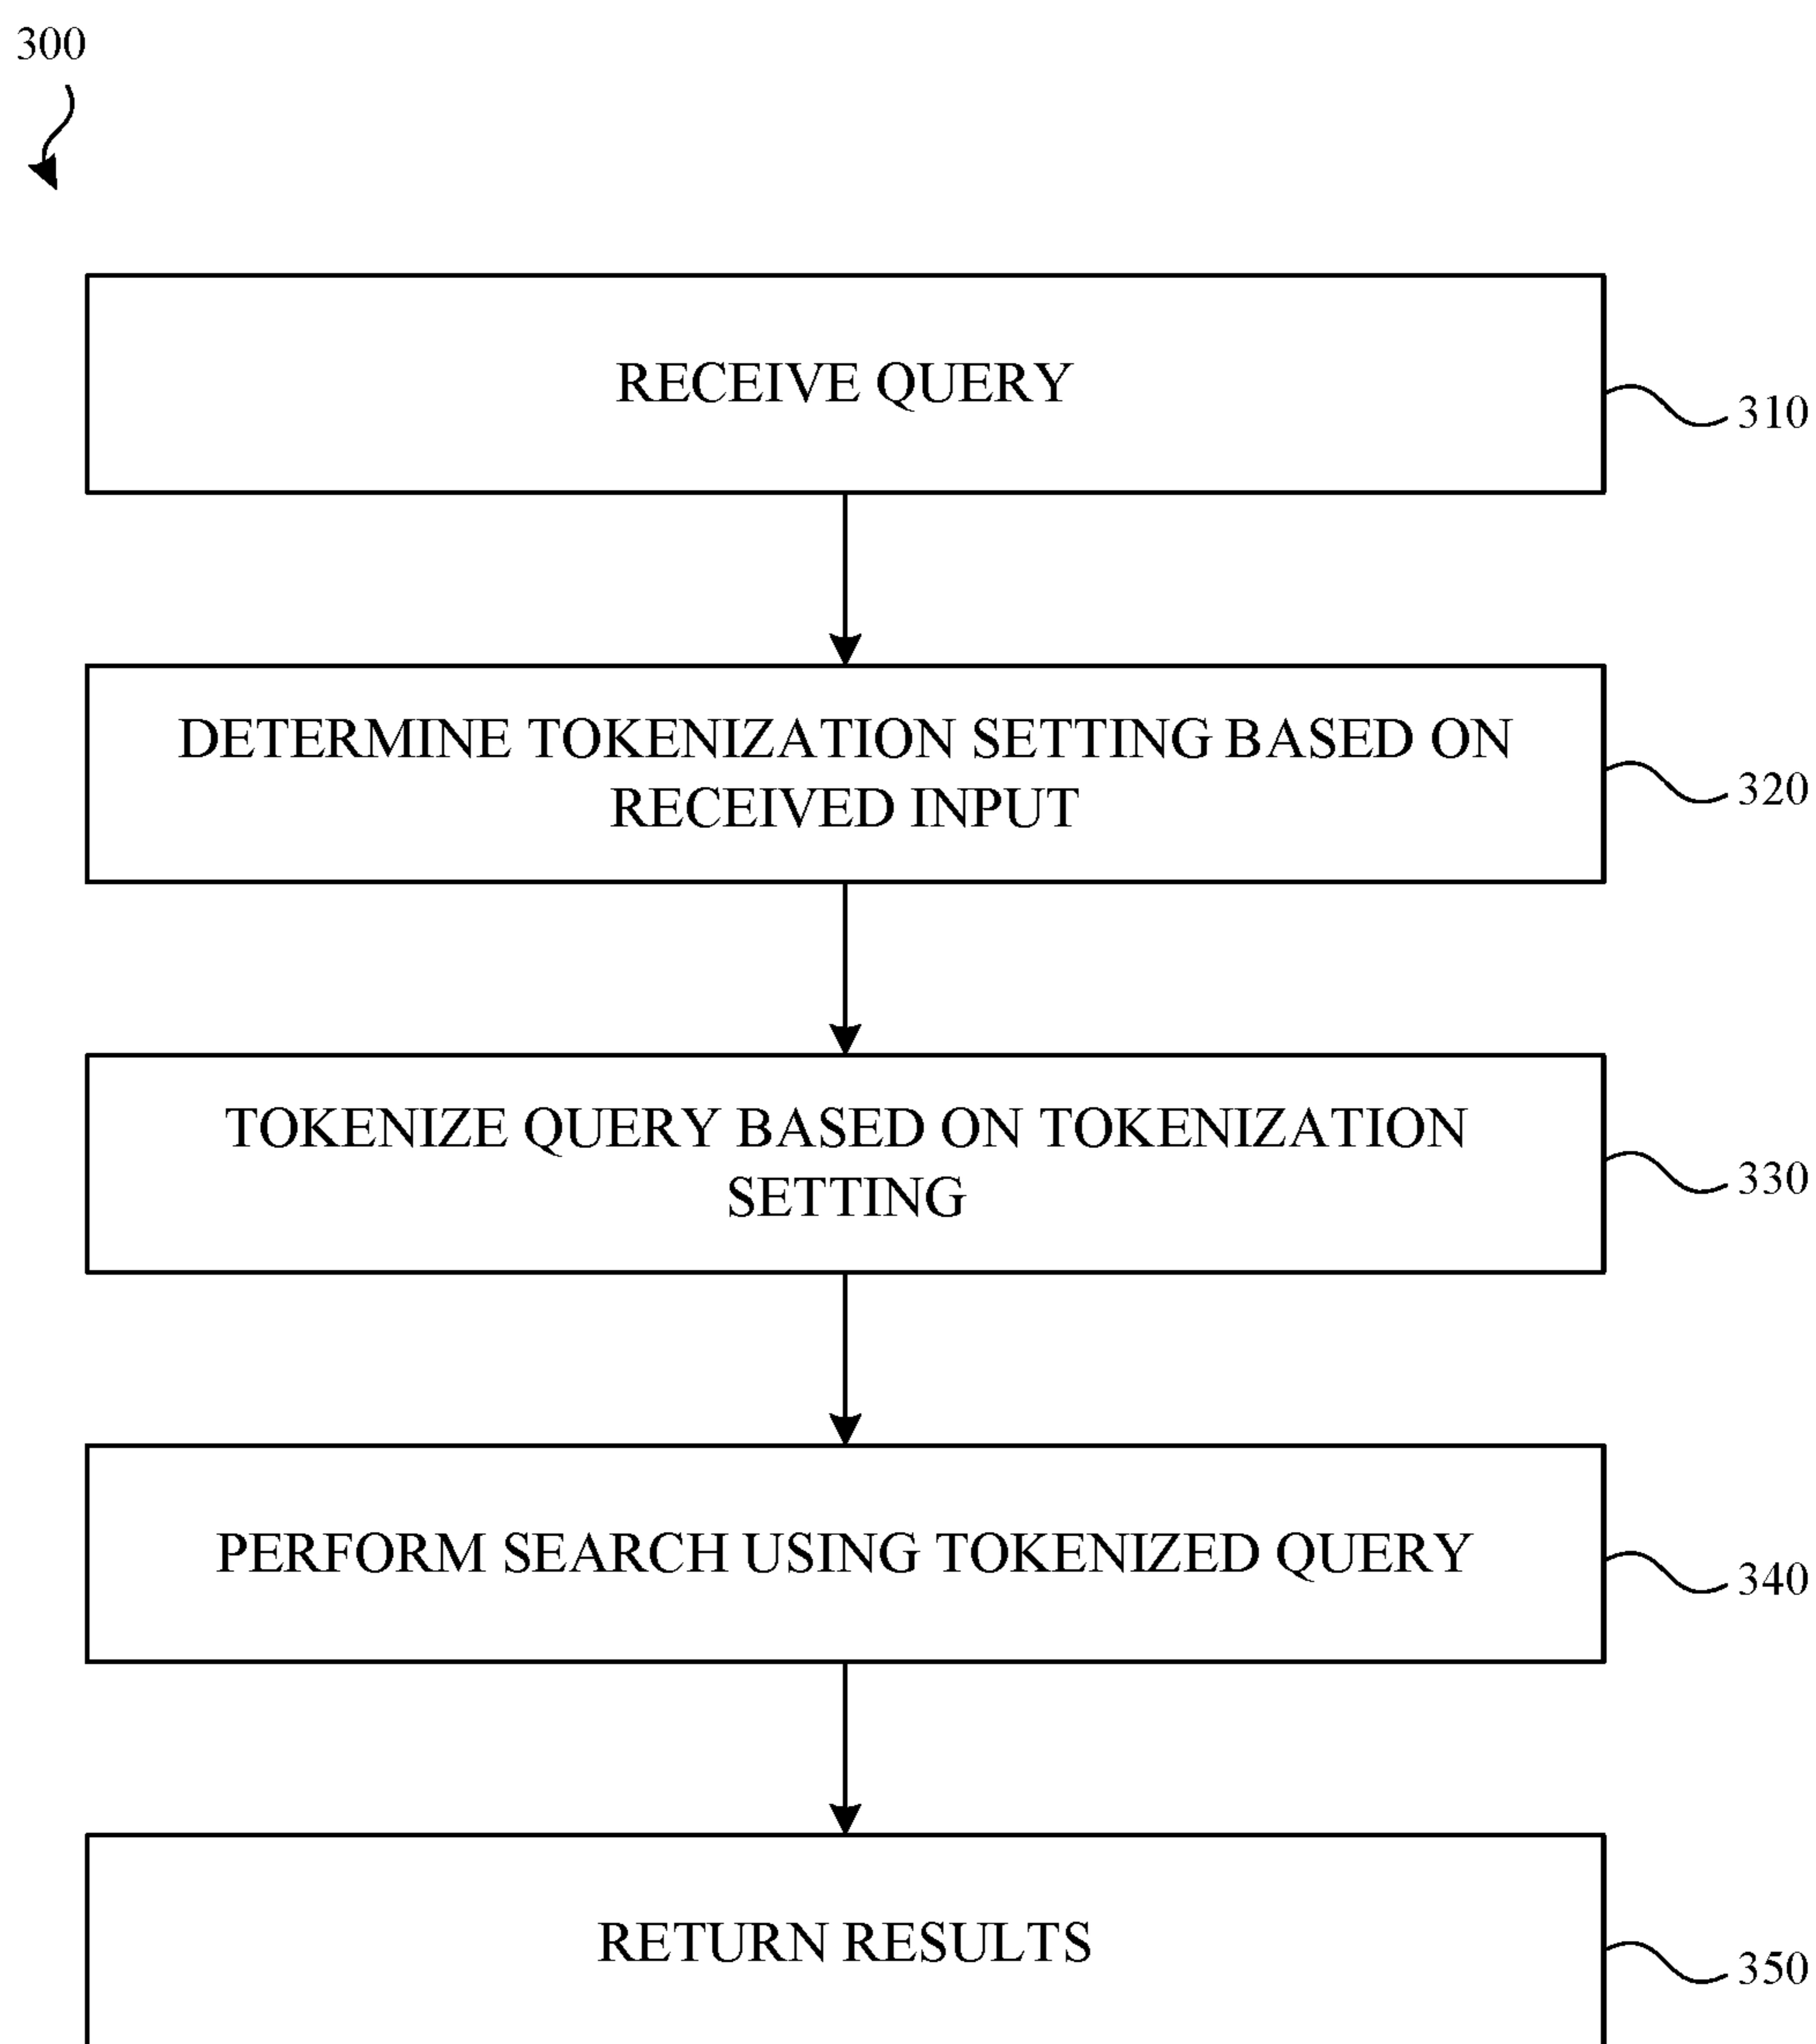 300
RECEIVE QUERY
310
DETERMINE TOKENIZATION SETTING BASED ON
RECEIVED INPUT
320
TOKENIZE QUERY BASED ON TOKENIZATION
SETTING
330
PERFORM SEARCH USING TOKENIZED QUERY
340
RETURN RESULTS
350